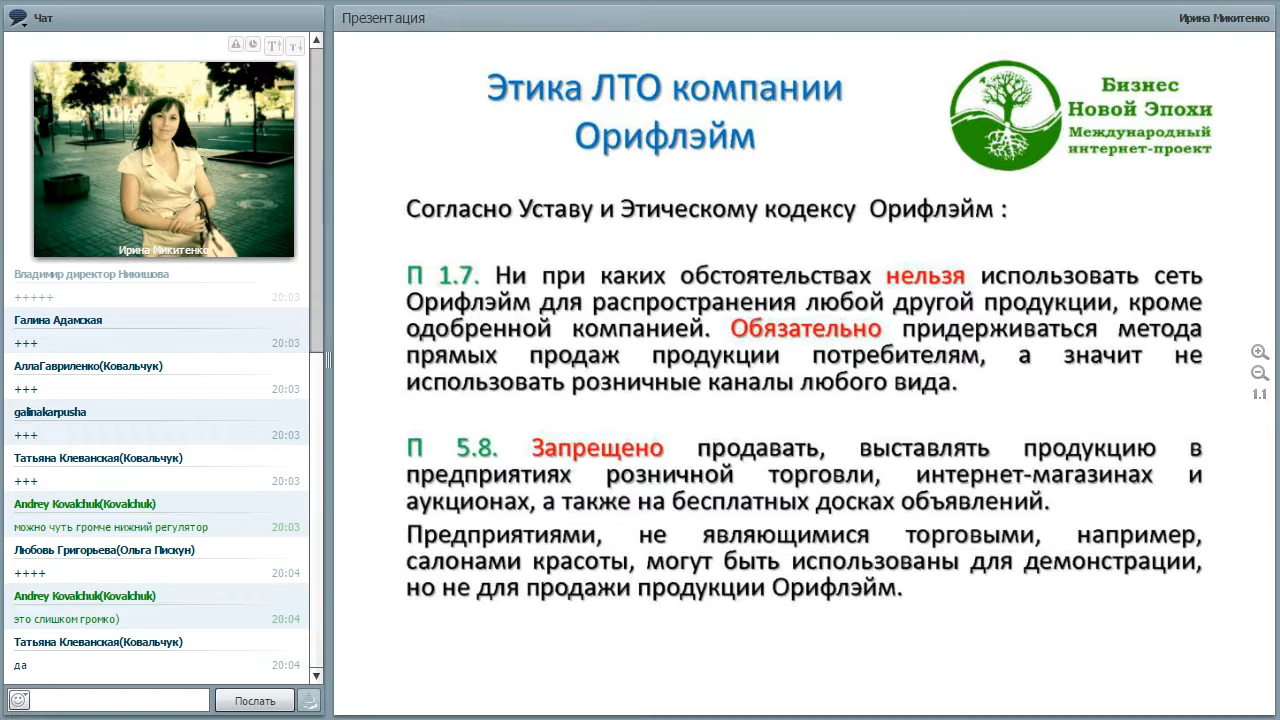 Чат
Ирина Микитенко
Владимир директор Никишова
+++++ 20:03
Галина Адамская
+++ 20:03
АллаГавриленко(Ковальчук)
+++ 20:03
galinakarpusha
+++ 20:03
Татьяна Клеванская(Ковальчук)
+++ 20:03
Andrey Kovalchuk(Kovalchuk)
можно чуть громче нижний регулятор 20:03
Любовь Григорьева(Ольга Пискун)
++++ 20:04
Andrey Kovalchuk(Kovalchuk)
это слишком громко) 20:04
Татьяна Клеванская(Ковальчук)
да 20:04
Послать
Презентация
Ирина Микитенко
Этика ЛТО компании
Орифлэйм
Бизнес
Новой Эпохи
Международный
интернет-проект
Согласно Уставу и Этическому кодексу Орифлэйм :
П 1.7. Ни при каких обстоятельствах нельзя использовать сеть
Орифлэйм для распространения любой другой продукции, кроме
одобренной компанией. Обязательно придерживаться метода
прямых продаж продукции потребителям, а значит не
использовать розничные каналы любого вида.
П 5.8. Запрещено продавать, выставлять продукцию в
предприятиях розничной торговли, интернет-магазинах и
аукционах, а также на бесплатных досках объявлений.
Предприятиями, не являющимися торговыми, например,
салонами красоты, могут быть использованы для демонстрации,
но не для продажи продукции Орифлэйм.
1.1